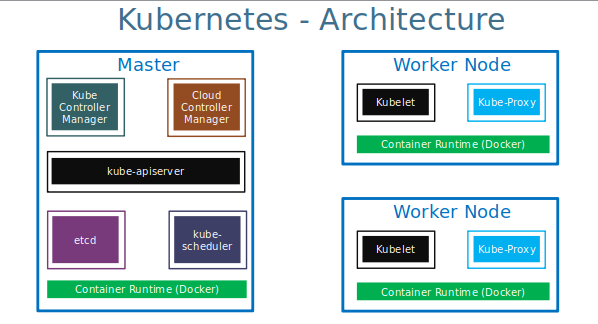 Kubernetes - Architecture
Master
Kube
Controller
Manager
Cloud
Controller
Manager
kube-apiserver
etcd
kube-
scheduler
Container Runtime (Docker)
Worker Node
Kubelet
Kube-Proxy
Container Runtime (Docker)
Worker Node
Kubelet
Kube-Proxy
Container Runtime (Docker)